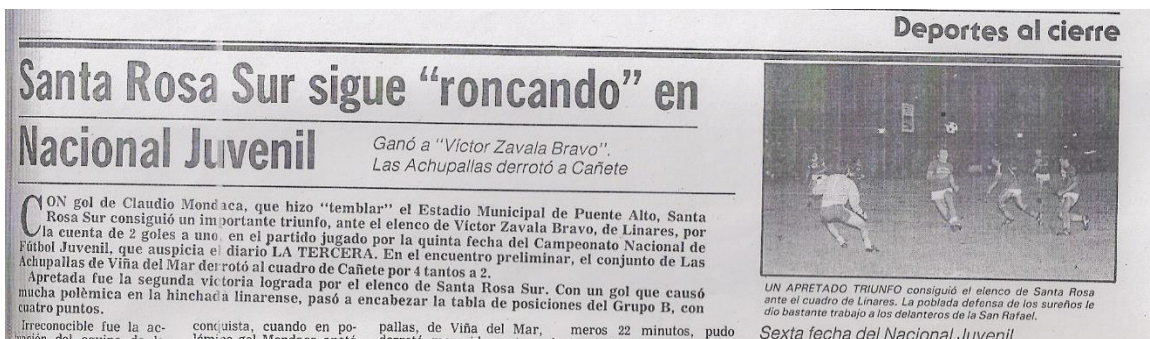 Deportes al cierre
Santa Rosa Sur sigue "roncando" en
Nacional Juvenil
Ganó a "Víctor Zavala Bravo".
Las Achupallas derrotó a Cañete
CON gol de Claudio Mondaca, que hizo "temblar" el Estadio Municipal de Puente Alto, Santa
Rosa Sur consiguió un importante triunfo, ante el elenco de Víctor Zavala Bravo, de Linares, por
la cuenta de 2 goles a uno, en el partido jugado por la quinta fecha del Campeonato Nacional de
Fútbol Juvenil, que auspicia el diario LA TERCERA. En el encuentro preliminar, el conjunto de Las
Achupallas de Viña del Mar derrotó al cuadro de Cañete por 4 tantos a 2.
Apretada fue la segunda victoria lograda por el elenco de Santa Rosa Sur. Con un gol que causó
mucha polémica en la hinchada linarense, pasó a encabezar la tabla de posiciones del Grupo B, con
cuatro puntos.
Irreconocible fue la ac-
conquista, cuando en po-
pallas, de Viña del Mar,
meros 22 minutos, pudo
UN APRETADO TRIUNFO consiguió el elenco de Santa Rosa
ante el cuadro de Linares. La poblada defensa de los sureños le
dio bastante trabajo a los delanteros de la San Rafael.
Sexta fecha del Nacional Juvenil